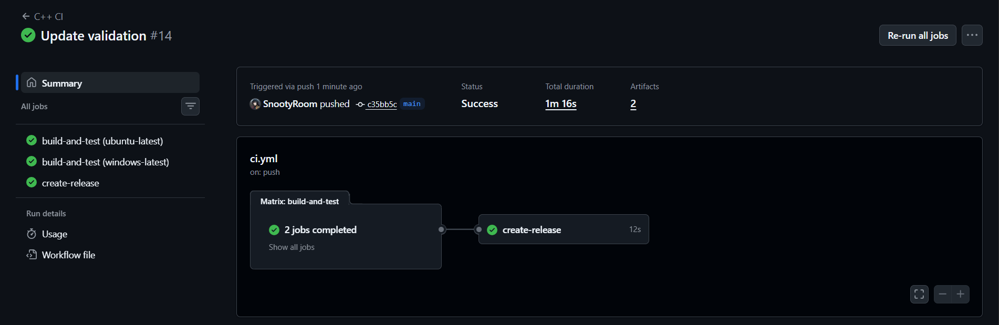 C++ CI
Update validation #14
Re-run all jobs
Summary
All jobs
build-and-test (ubuntu-latest)
build-and-test (windows-latest)
create-release
Run details
Usage
Workflow file
Triggered via push 1 minute ago
SnootyRoom pushed c35bb5c main
Status
Success
Total duration
1m 16s
Artifacts
2
ci.yml
on: push
Matrix: build-and-test
2 jobs completed
Show all jobs
create-release 12s